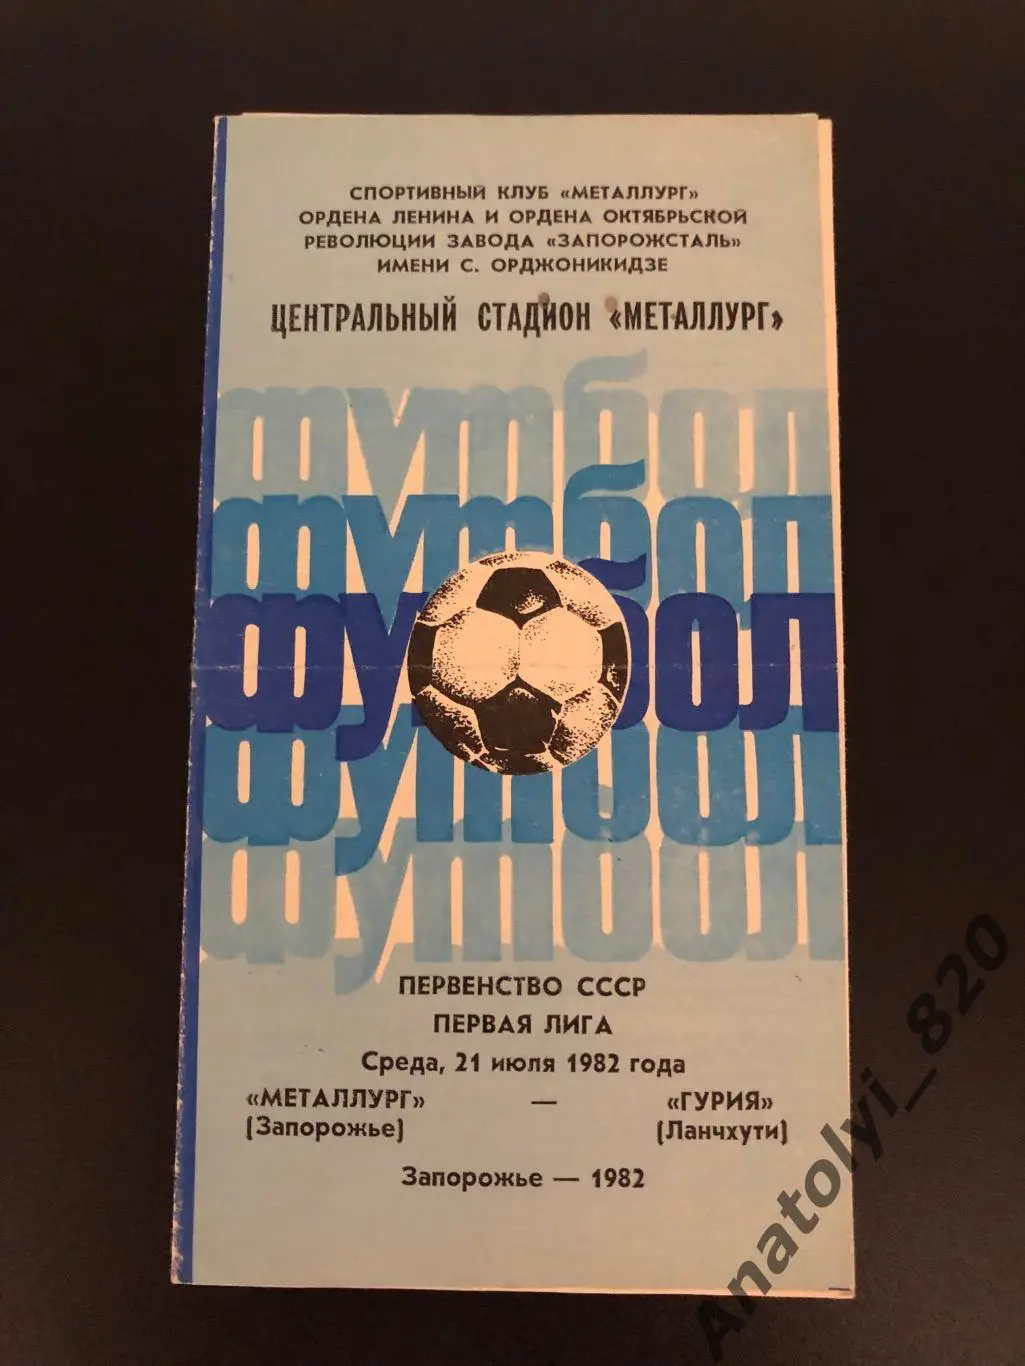 СПОРТИВНЫЙ КЛУБ «МЕТАЛЛУРГ»
ОРДЕНА ЛЕНИНА И ОРДЕНА ОКТЯБРЬСКОЙ
РЕВОЛЮЦИИ ЗАВОДА «ЗАПОРОЖСТАЛЬ»
ИМЕНИ С. ОРДЖОНИКИДЗЕ
ЦЕНТРАЛЬНЫЙ СТАДИОН «МЕТАЛЛУРГ»
футбол
футбол
футбол
футбол
футбол
ПЕРВЕНСТВО СССР
ПЕРВАЯ ЛИГА
Среда, 21 июля 1982 года
«МЕТАЛЛУРГ» — «ГУРИЯ»
(Запорожье) (Ланчхути)
Запорожье — 1982
Anatolyi_820